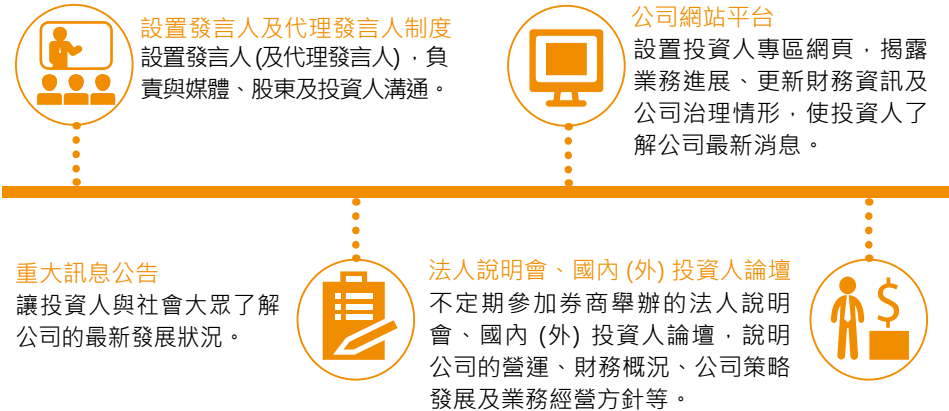 設置發言人及代理發言人制度
設置發言人(及代理發言人)，負
責與媒體、股東及投資人溝通。
公司網站平台
設置投資人專區網頁，揭露
業務進展、更新財務資訊及
公司治理情形，使投資人了
解公司最新消息。
重大訊息公告
讓投資人與社會大眾了解
公司的最新發展狀況。
法人說明會、國內 (外) 投資人論壇
不定期參加券商舉辦的法人說明
會、國內 (外) 投資人論壇，說明
公司的營運、財務概況、公司策略
發展及業務經營方針等。
$